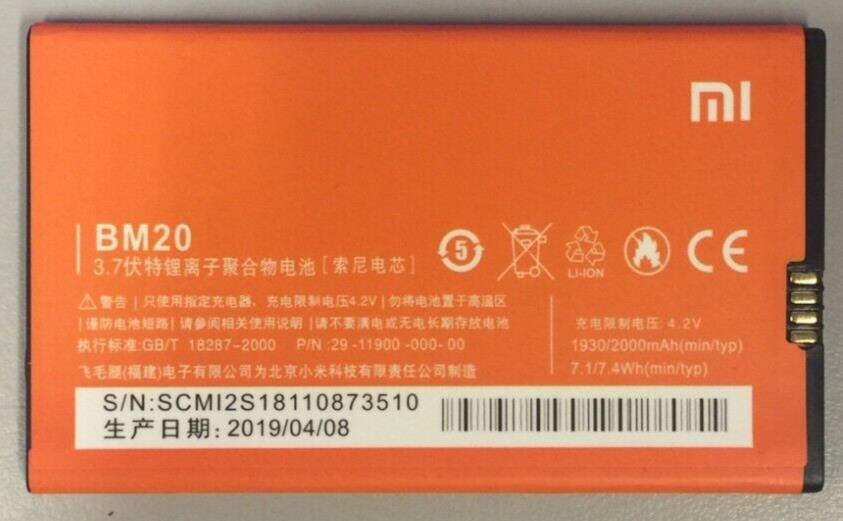 mi
BM20
3.7伏特锂离子聚合物电池[索尼电芯]
5
LI-ION
CE
警告|只使用指定充电器、充电限制电压4.2V|勿将电池置于高温区
|谨防电池短路|请参阅相关使用说明|请不要满电或无电长期存放电池
执行标准:GB/T 18287-2000 P/N:29-11900-000-00
飞毛腿(福建)电子有限公司为北京小米科技有限责任公司制造
充电限制电压: 4.2V
1930/2000mAh(min/typ)
7.1/7.4Wh(min/typ)
S/N:SCMI2S18110873510
生产日期: 2019/04/08